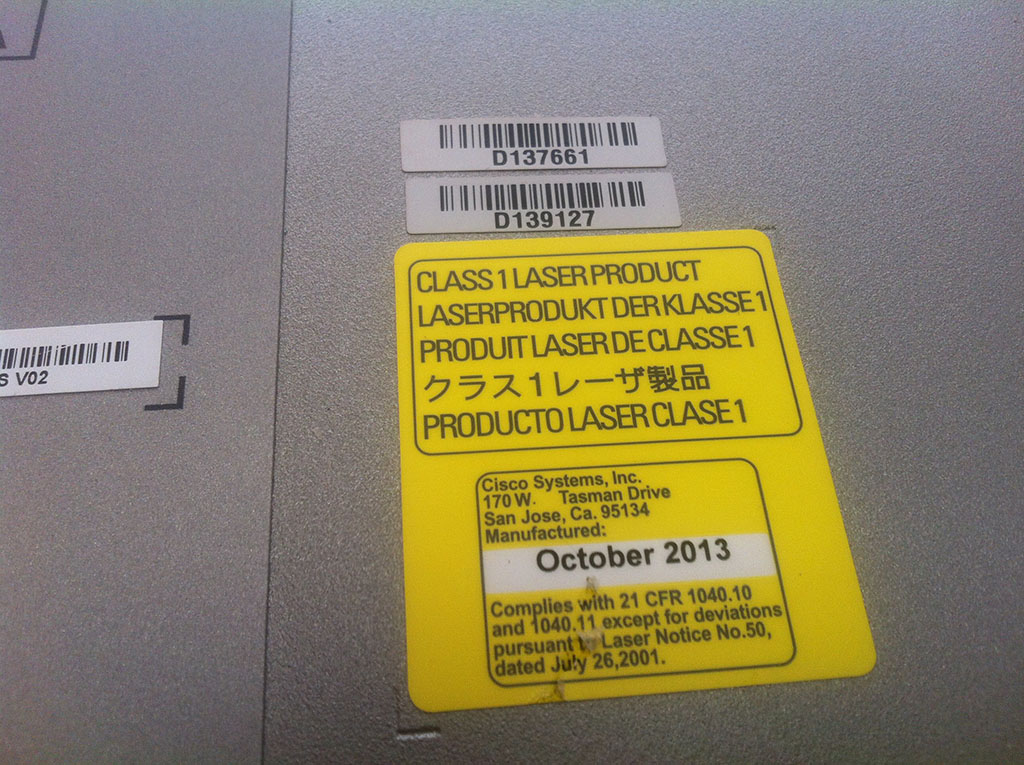 D137661
D139127
S V02
CLASS 1 LASER PRODUCT
LASERPRODUKT DER KLASSE 1
PRODUIT LASER DE CLASSE 1
クラス1レーザ製品
PRODUCTO LASER CLASE 1
Cisco Systems, Inc.
170 W. Tasman Drive
San Jose, Ca. 95134
Manufactured:
October 2013
Complies with 21 CFR 1040.10
and 1040.11 except for deviations
pursuant to Laser Notice No.50,
dated July 26,2001.